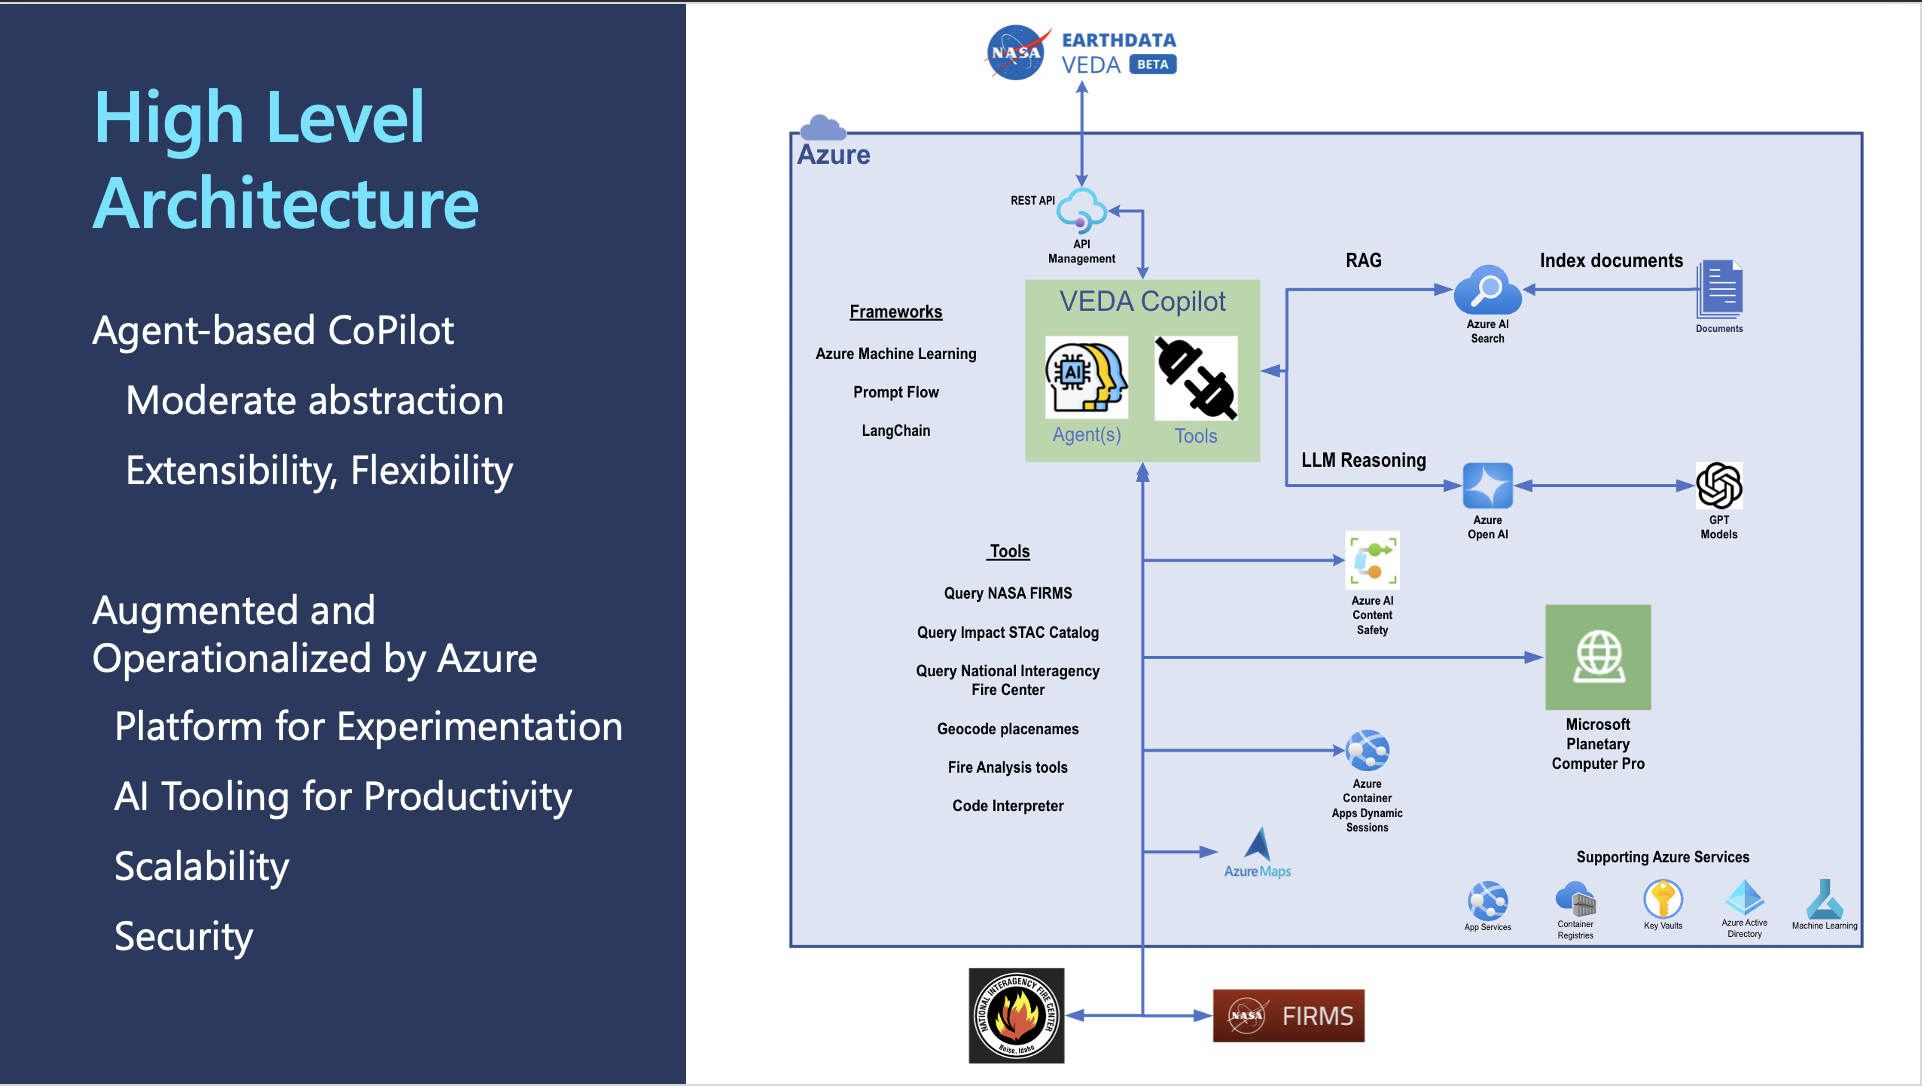 High Level
Architecture
Agent-based CoPilot
Moderate abstraction
Extensibility, Flexibility
Augmented and
Operationalized by Azure
Platform for Experimentation
AI Tooling for Productivity
Scalability
Security
NASA
EARTHDATA
VEDA BETA
Azure
REST API
API
Management
VEDA Copilot
AI
Agent(s)
Tools
Frameworks
Azure Machine Learning
Prompt Flow
LangChain
RAG
Index documents
Azure AI
Search
Documents
LLM Reasoning
Azure
Open AI
GPT
Models
Tools
Query NASA FIRMS
Query Impact STAC Catalog
Query National Interagency
Fire Center
Geocode placenames
Fire Analysis tools
Code Interpreter
Azure AI
Content
Safety
Microsoft
Planetary
Computer Pro
Azure
Container
Apps Dynamic
Sessions
Azure Maps
Supporting Azure Services
App Services
Container
Registries
Key Vaults
Azure Active
Directory
Machine Learning
NATIONAL INTERAGENCY FIRE CENTER
Boise, Idaho
NASA FIRMS